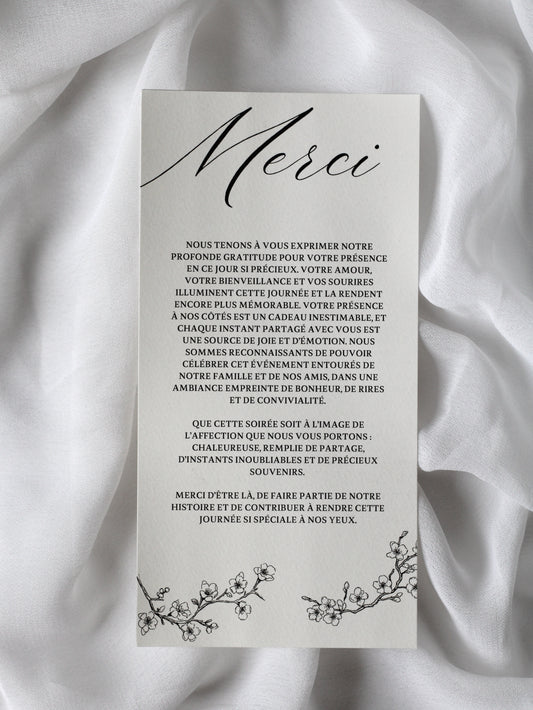 Merci
NOUS TENONS À VOUS EXPRIMER NOTRE
PROFONDE GRATITUDE POUR VOTRE PRÉSENCE
EN CE JOUR SI PRÉCIEUX. VOTRE AMOUR,
VOTRE BIENVEILLANCE ET VOS SOURIRES
ILLUMINENT CETTE JOURNÉE ET LA RENDENT
ENCORE PLUS MÉMORABLE. VOTRE PRÉSENCE
À NOS CÔTÉS EST UN CADEAU INESTIMABLE, ET
CHAQUE INSTANT PARTAGÉ AVEC VOUS EST
UNE SOURCE DE JOIE ET D'ÉMOTION. NOUS
SOMMES RECONNAISSANTS DE POUVOIR
CÉLÉBRER CET ÉVÉNEMENT ENTOURÉS DE
NOTRE FAMILLE ET DE NOS AMIS, DANS UNE
AMBIANCE EMPREINTE DE BONHEUR, DE RIRES
ET DE CONVIVIALITÉ.
QUE CETTE SOIRÉE SOIT À L'IMAGE DE
L'AFFECTION QUE NOUS VOUS PORTONS :
CHALEUREUSE, REMPLIE DE PARTAGE,
D'INSTANTS INOUBLIABLES ET DE PRÉCIEUX
SOUVENIRS.
MERCI D'ÊTRE LÀ, DE FAIRE PARTIE DE NOTRE
HISTOIRE ET DE CONTRIBUER À RENDRE CETTE
JOURNÉE SI SPÉCIALE À NOS YEUX.